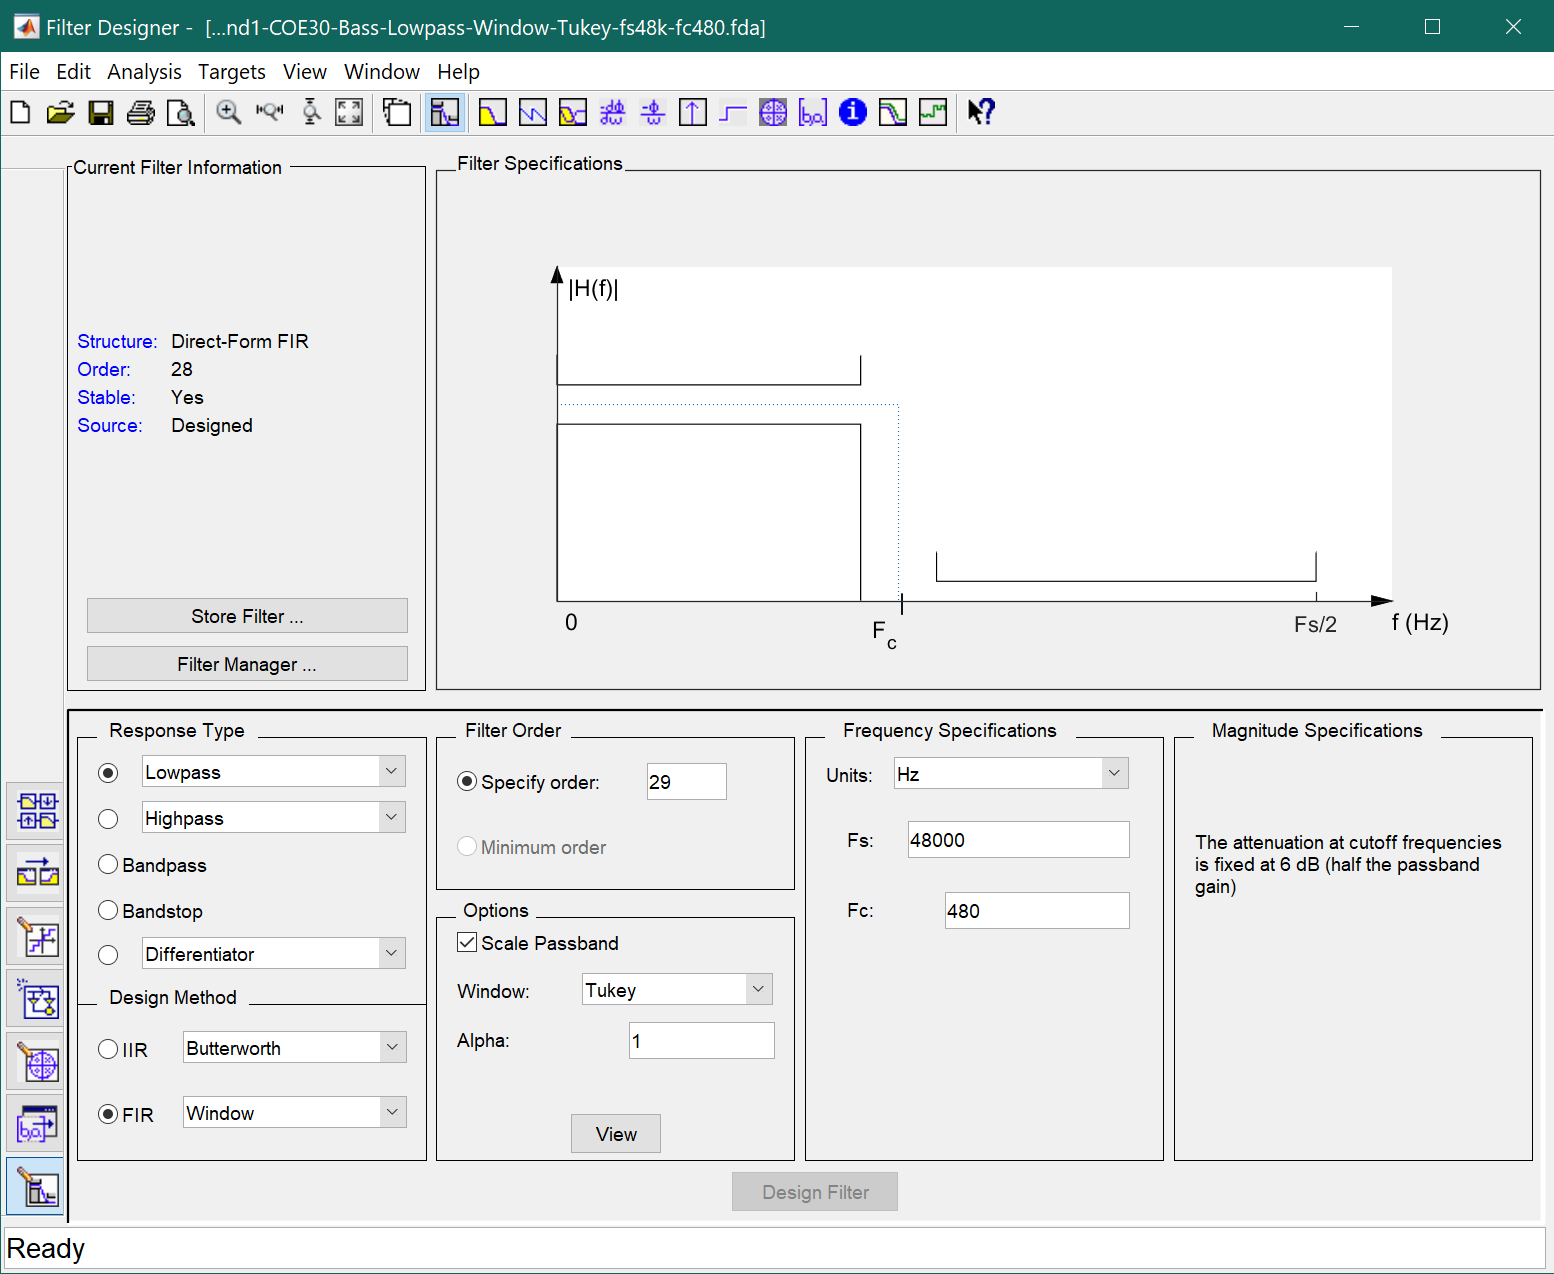 Filter Designer - [...nd1-COE30-Bass-Lowpass-Window-Tukey-fs48k-fc480.fda]
File Edit Analysis Targets View Window Help
Current Filter Information
Structure: Direct-Form FIR
Order: 28
Stable: Yes
Source: Designed
Store Filter ...
Filter Manager ...
Filter Specifications
|H(f)|
0
Fc
Fs/2
f (Hz)
Response Type
Lowpass
Highpass
Bandpass
Bandstop
Differentiator
Design Method
IIR Butterworth
FIR Window
Filter Order
Specify order: 29
Minimum order
Options
Scale Passband
Window: Tukey
Alpha: 1
View
Frequency Specifications
Units: Hz
Fs: 48000
Fc: 480
Magnitude Specifications
The attenuation at cutoff frequencies
is fixed at 6 dB (half the passband
gain)
Design Filter
Ready